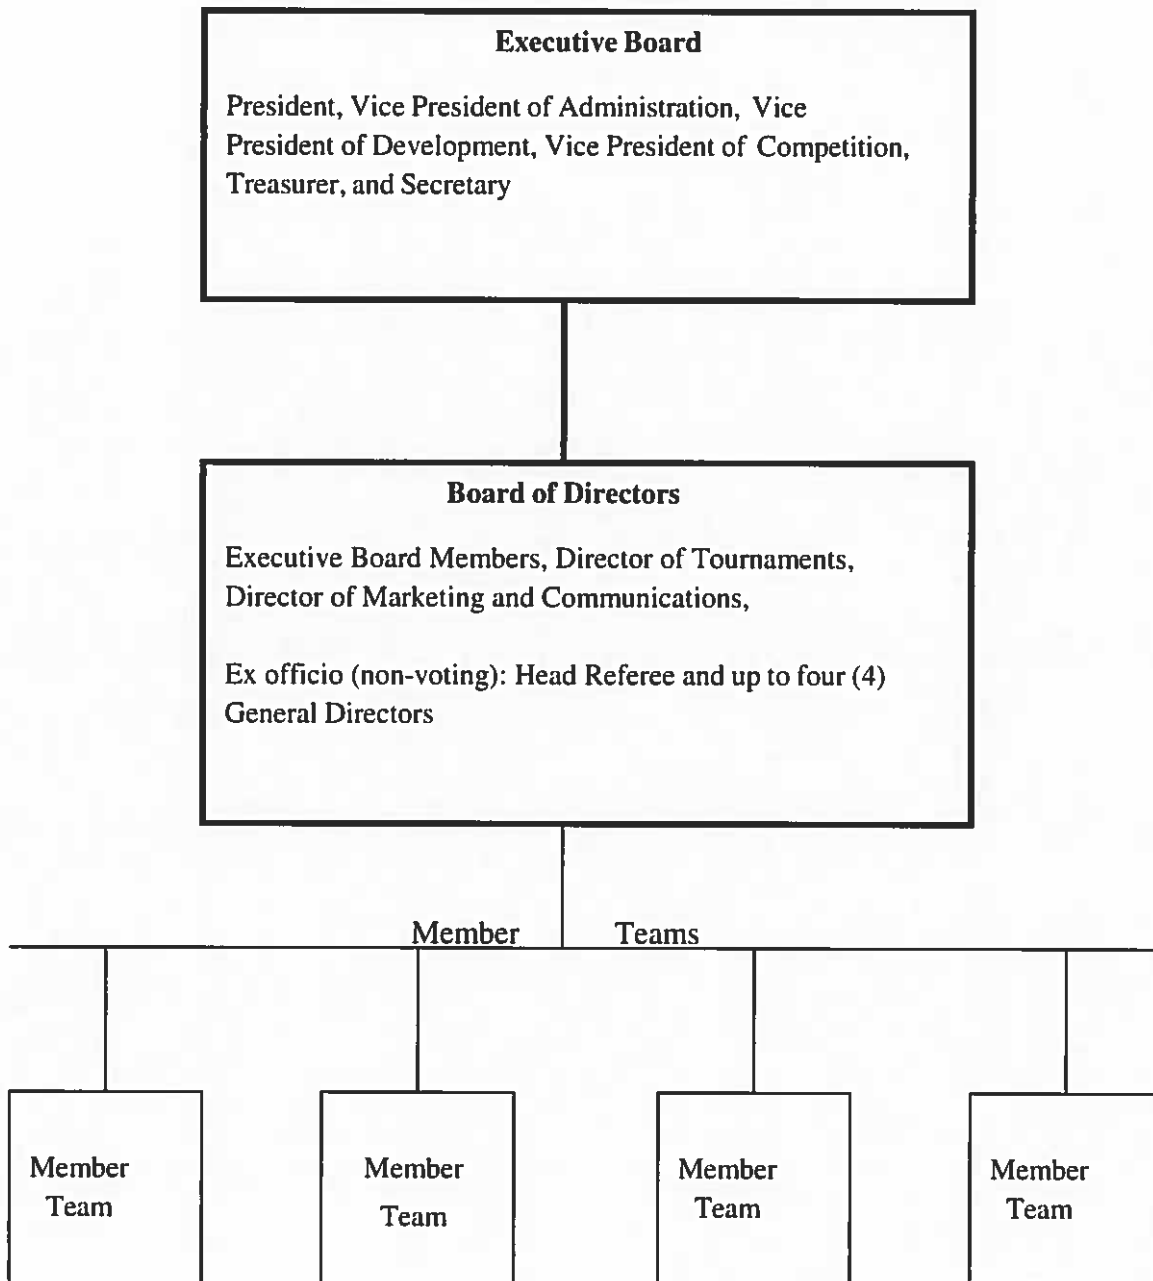 Executive Board
President, Vice President of Administration, Vice
President of Development, Vice President of Competition,
Treasurer, and Secretary
Board of Directors
Executive Board Members, Director of Tournaments,
Director of Marketing and Communications,
Ex officio (non-voting): Head Referee and up to four (4)
General Directors
Member Teams
Member
Team
Member
Team
Member
Team
Member
Team